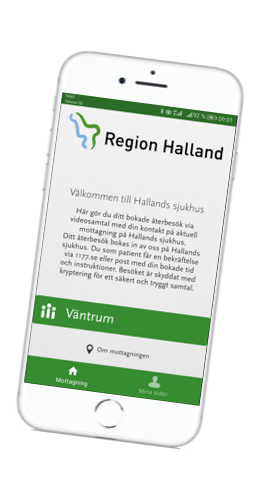 92 % 09:01
Region Halland
Välkommen till Hallands sjukhus
Här gör du ditt bokade återbesök via
videosamtal med din kontakt på aktuell
mottagning på Hallands sjukhus.
Ditt återbesök bokas in av oss på Hallands
sjukhus. Du som patient får en bekräftelse
via 1177.se eller post med din bokade tid
och instruktioner. Besöket är skyddat med
kryptering för ett säkert och tryggt samtal.
Väntrum
Om mottagningen
Mottagning
Mina sidor